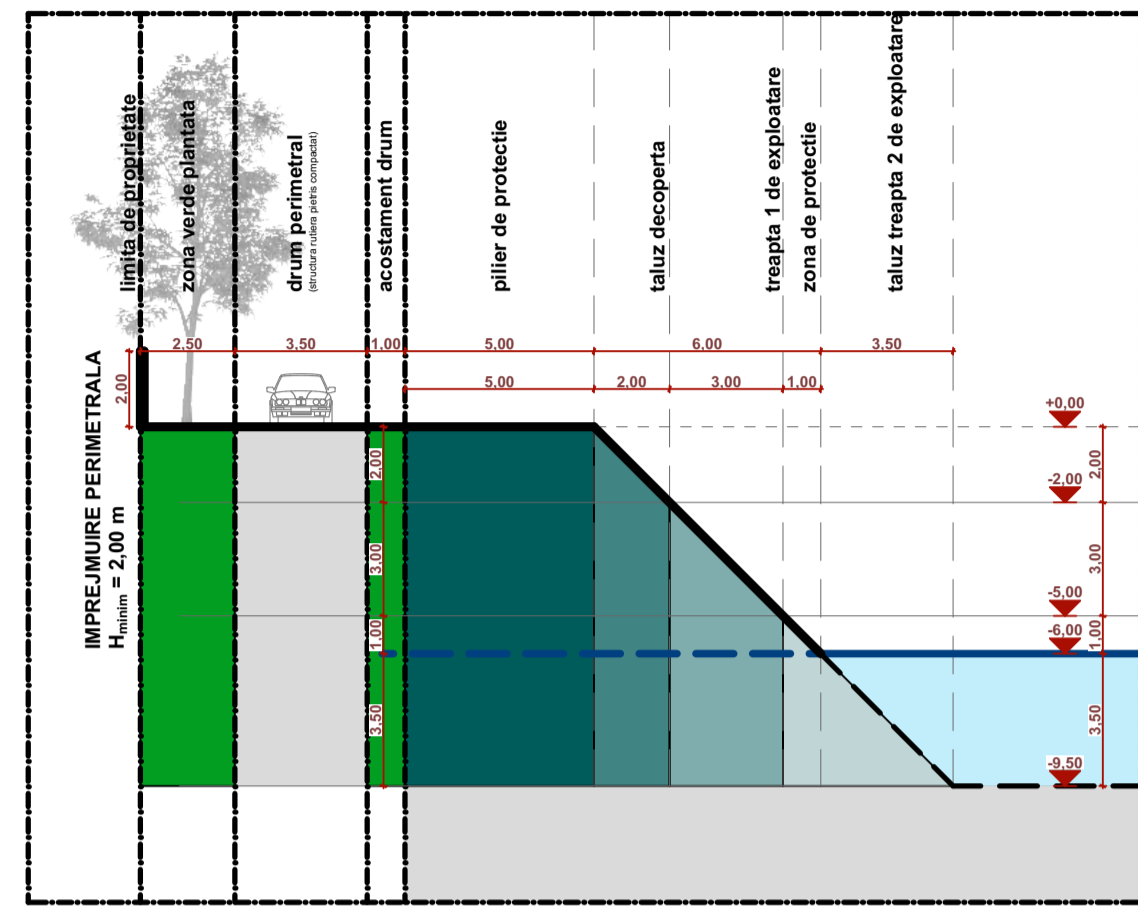 limita de proprietate
zona verde plantata
drum perimetral
(structura rutiera pietris compactat)
acostament drum
pilier de protectie
taluz decoperta
treapta 1 de exploatare
zona de protectie
taluz treapta 2 de exploatare
2,50 3,50 1,00 5,00 6,00 3,50
5,00 2,00 3,00 1,00
2,00
IMPREJMUIRE PERIMETRALA
Hminim = 2,00 m
2,00
3,00
1,00
3,50
+0,00
-2,00
-5,00
-6,00
-9,50
2,00
3,00
1,00
3,50